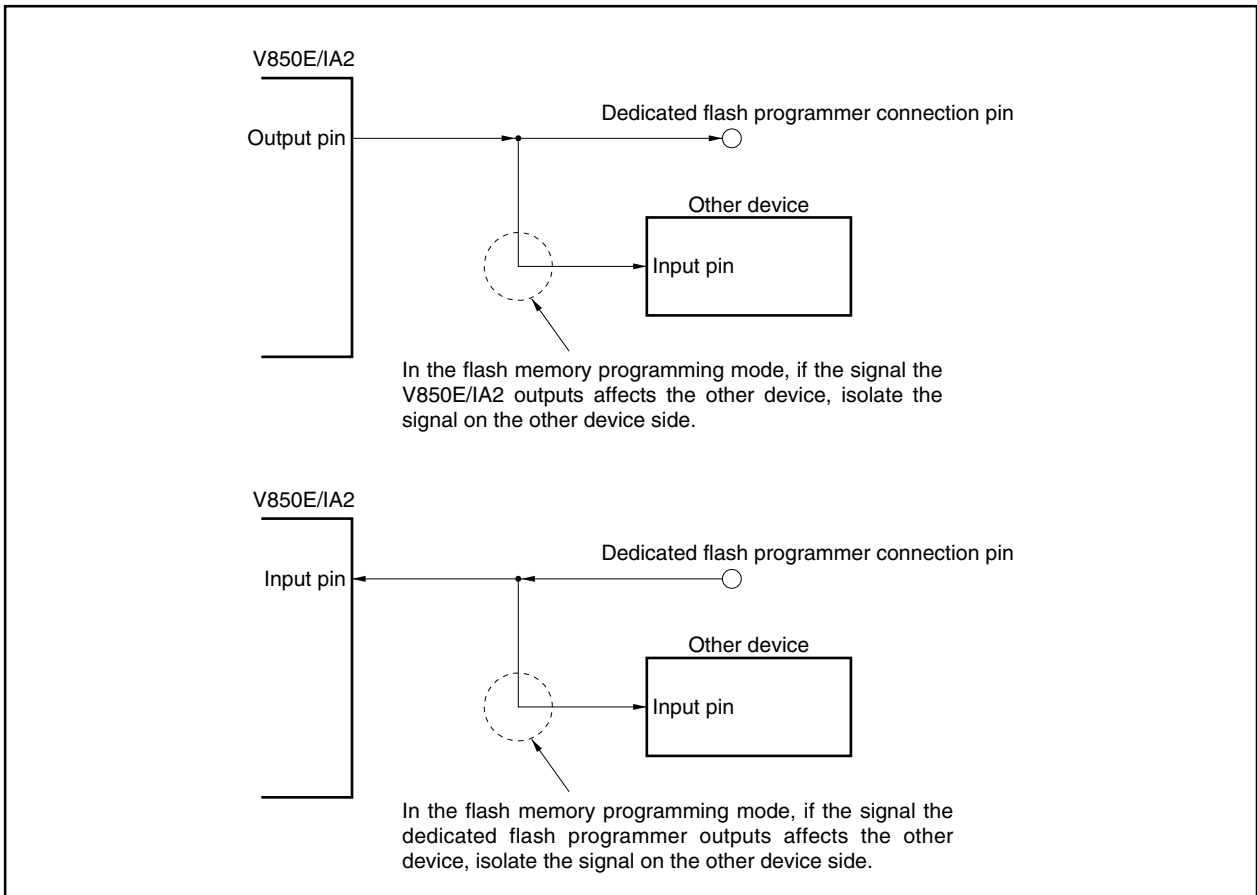 V850E/IA2
Dedicated flash programmer connection pin
Output pin
Other device
Input pin
In the flash memory programming mode, if the signal the
V850E/IA2 outputs affects the other device, isolate the
signal on the other device side.
V850E/IA2
Dedicated flash programmer connection pin
Input pin
Other device
Input pin
In the flash memory programming mode, if the signal the
dedicated flash programmer outputs affects the other
device, isolate the signal on the other device side.